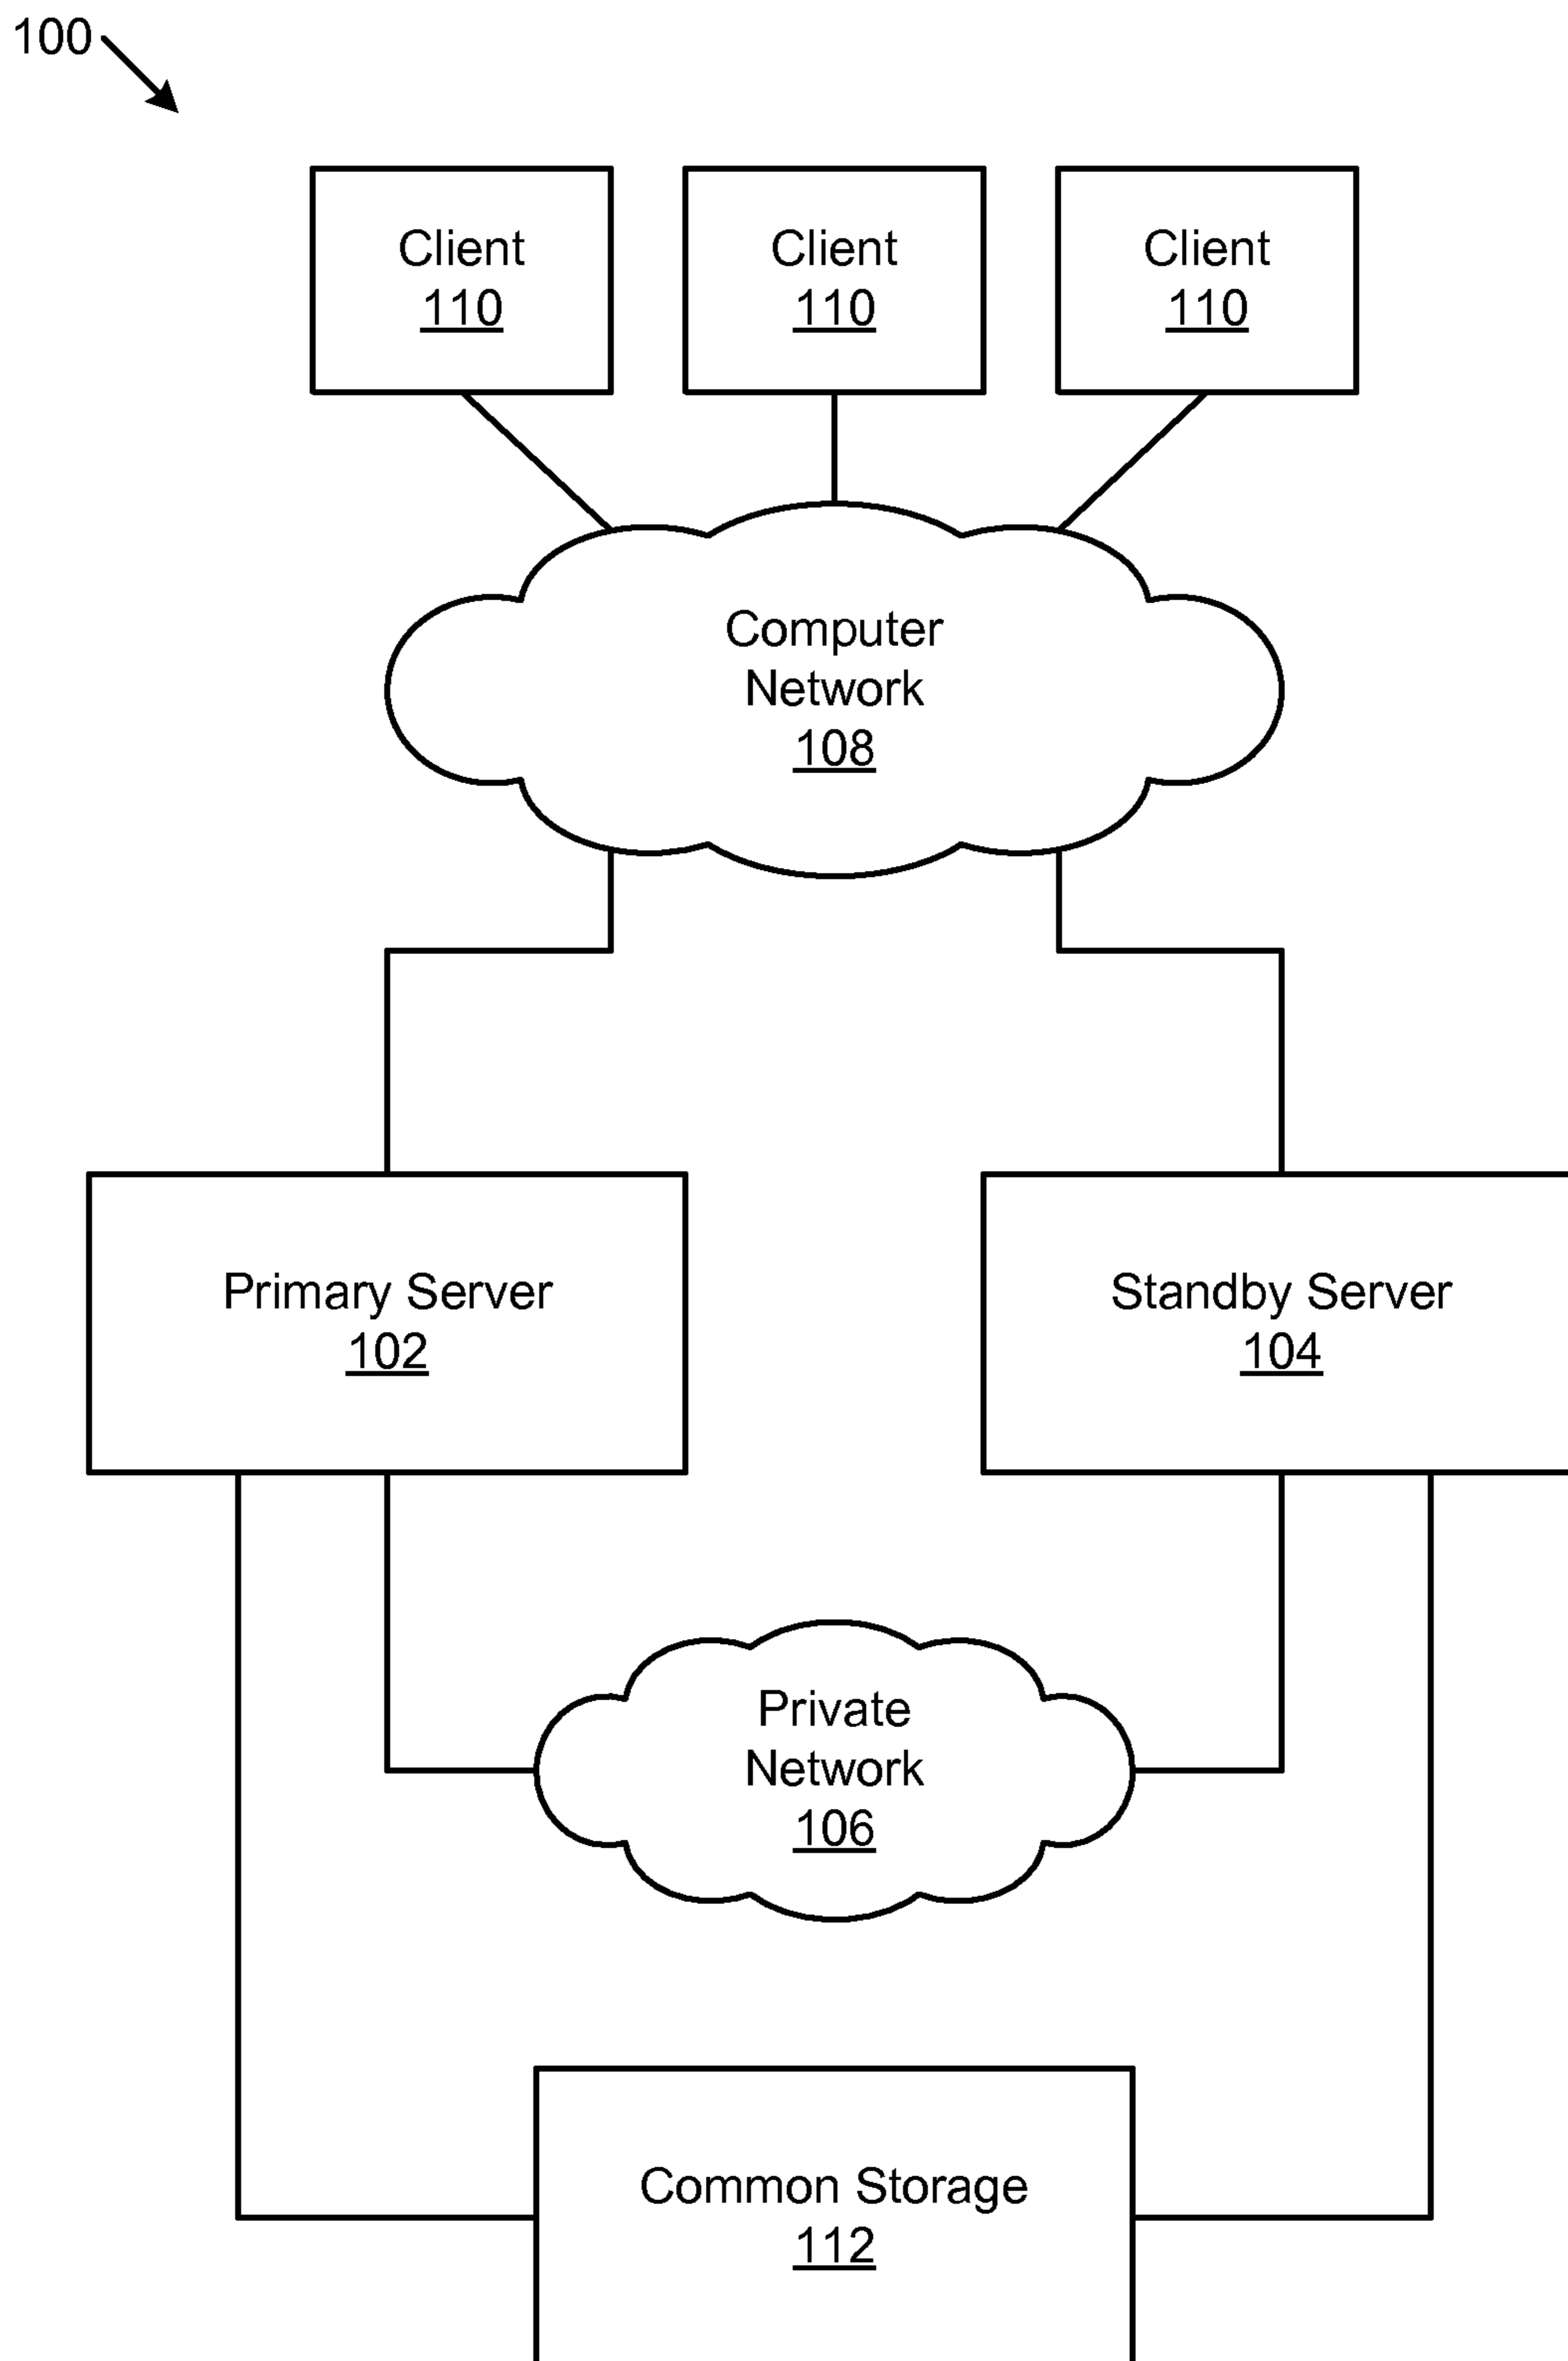 100
Client
110
Client
110
Client
110
Computer
Network
108
Primary Server
102
Standby Server
104
Private
Network
106
Common Storage
112